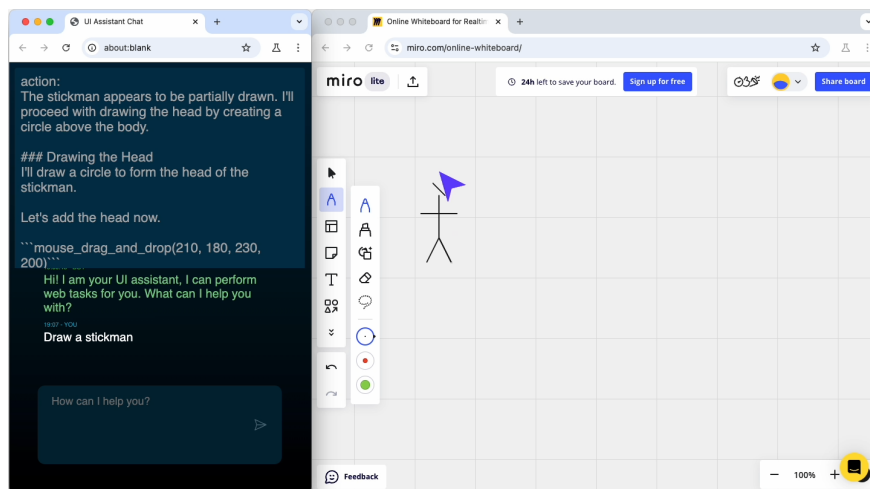 UI Assistant Chat
about:blank
action:
The stickman appears to be partially drawn. I'll
proceed with drawing the head by creating a
circle above the body.
### Drawing the Head
I'll draw a circle to form the head of the
stickman.
Let's add the head now.
```mouse_drag_and_drop(210, 180, 230,
200)```
Hi! I am your UI assistant, I can perform
web tasks for you. What can I help you
with?
19:07 - YOU
Draw a stickman
How can I help you?
Online Whiteboard for Realtim
miro.com/online-whiteboard/
miro lite
24h left to save your board.
Sign up for free
Share board
Feedback
100%